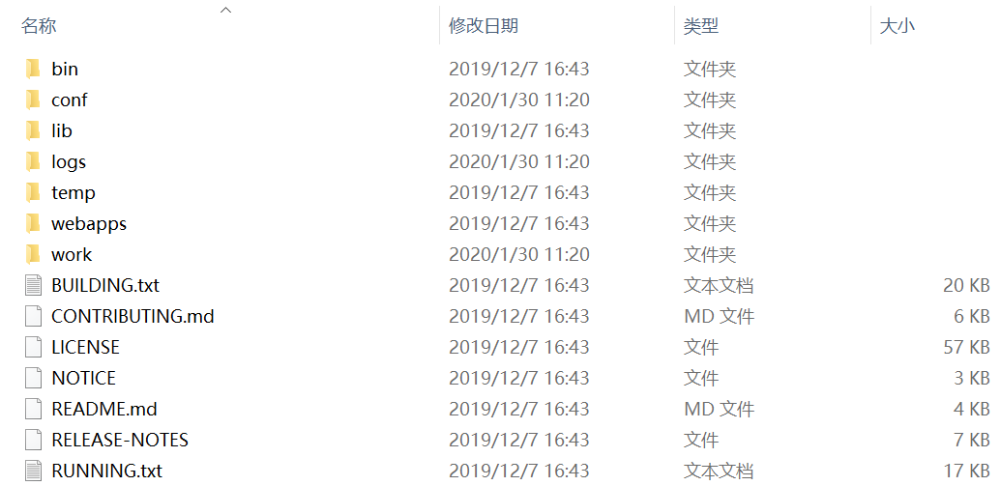 名称 修改日期 类型 大小
bin 2019/12/7 16:43 文件夹
conf 2020/1/30 11:20 文件夹
lib 2019/12/7 16:43 文件夹
logs 2020/1/30 11:20 文件夹
temp 2019/12/7 16:43 文件夹
webapps 2019/12/7 16:43 文件夹
work 2020/1/30 11:20 文件夹
BUILDING.txt 2019/12/7 16:43 文本文档 20 KB
CONTRIBUTING.md 2019/12/7 16:43 MD 文件 6 KB
LICENSE 2019/12/7 16:43 文件 57 KB
NOTICE 2019/12/7 16:43 文件 3 KB
README.md 2019/12/7 16:43 MD 文件 4 KB
RELEASE-NOTES 2019/12/7 16:43 文件 7 KB
RUNNING.txt 2019/12/7 16:43 文本文档 17 KB